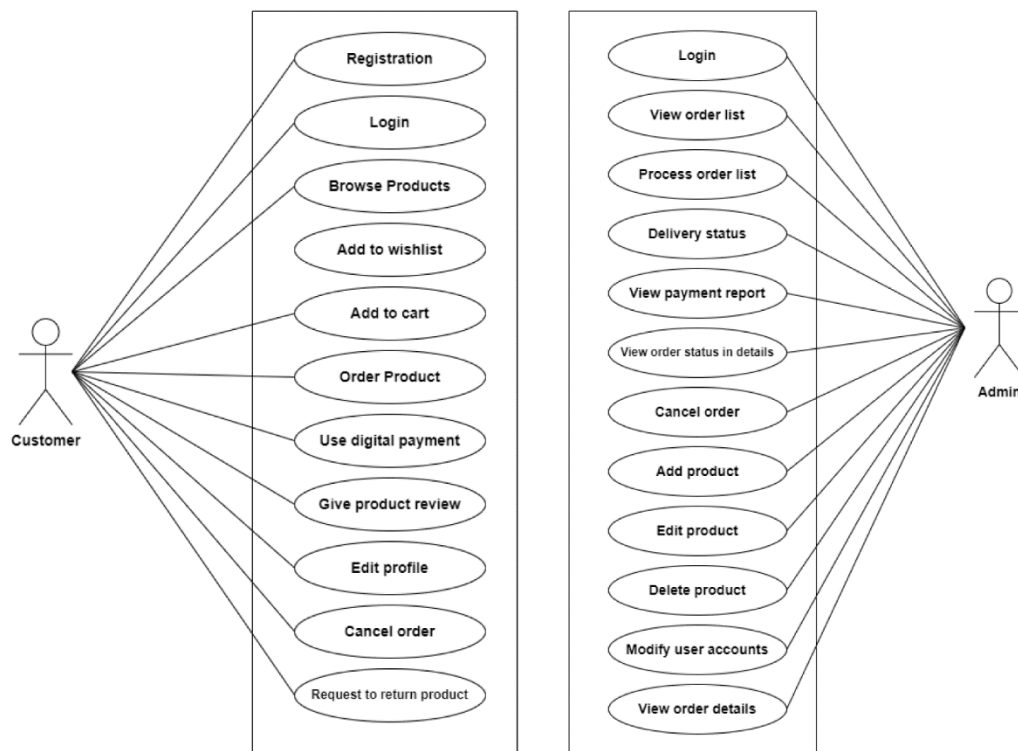 Registration
Login
Browse Products
Add to wishlist
Add to cart
Order Product
Use digital payment
Give product review
Edit profile
Cancel order
Request to return product
Customer
Login
View order list
Process order list
Delivery status
View payment report
View order status in details
Cancel order
Add product
Edit product
Delete product
Modify user accounts
View order details
Admin